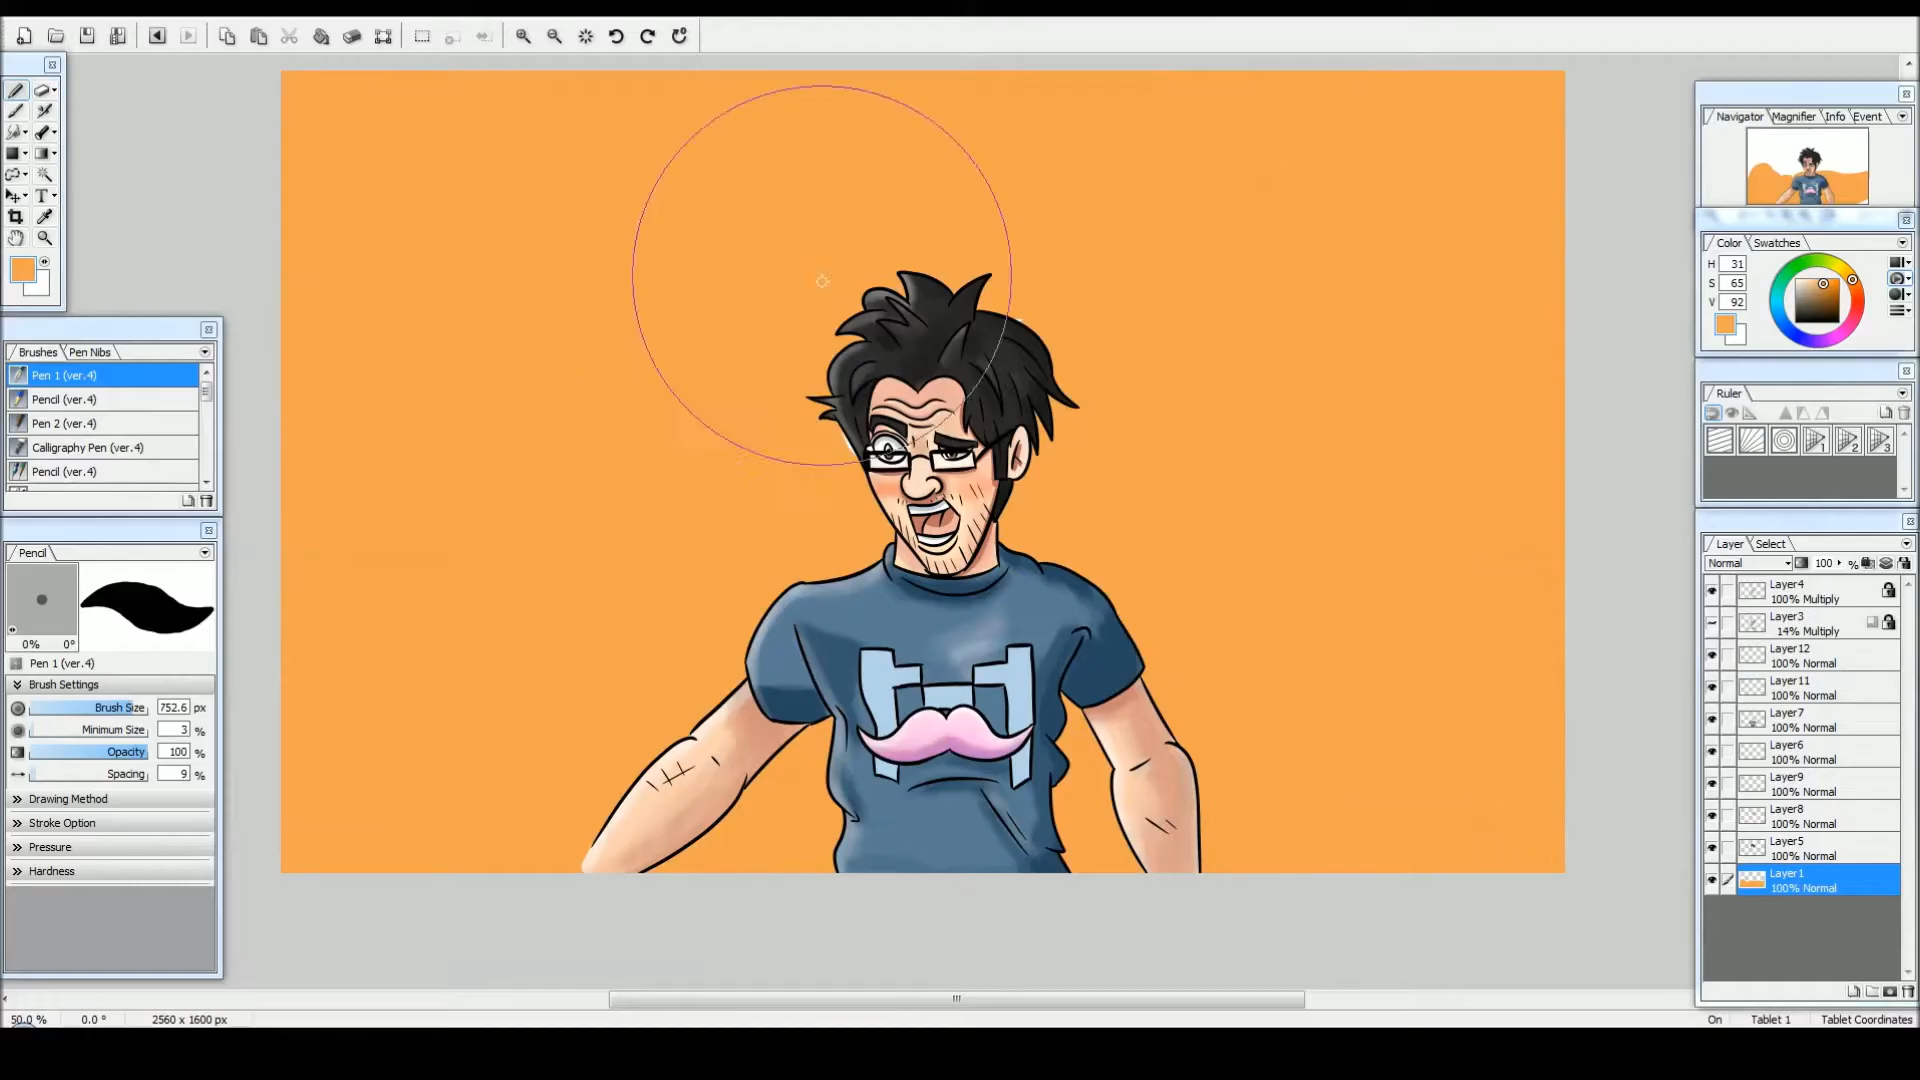 T
Navigator Magnifier Info Event
Color Swatches
H 31
S 65
V 92
Brushes Pen Nibs
Pen 1 (ver.4)
Pencil (ver.4)
Pen 2 (ver.4)
Calligraphy Pen (ver.4)
Pencil (ver.4)
Ruler
1 2 3
Pencil
0% 0°
Pen 1 (ver.4)
Brush Settings
Brush Size 752.6 px
Minimum Size 3 %
Opacity 100 %
Spacing 9 %
Drawing Method
Stroke Option
Pressure
Hardness
Layer Select
Normal 100 %
Layer4
100% Multiply
Layer3
14% Multiply
Layer12
100% Normal
Layer11
100% Normal
Layer7
100% Normal
Layer6
100% Normal
Layer9
100% Normal
Layer8
100% Normal
Layer5
100% Normal
Layer1
100% Normal
50.0 % 0.0 ° 2560 x 1600 px On Tablet 1 Tablet Coordinates